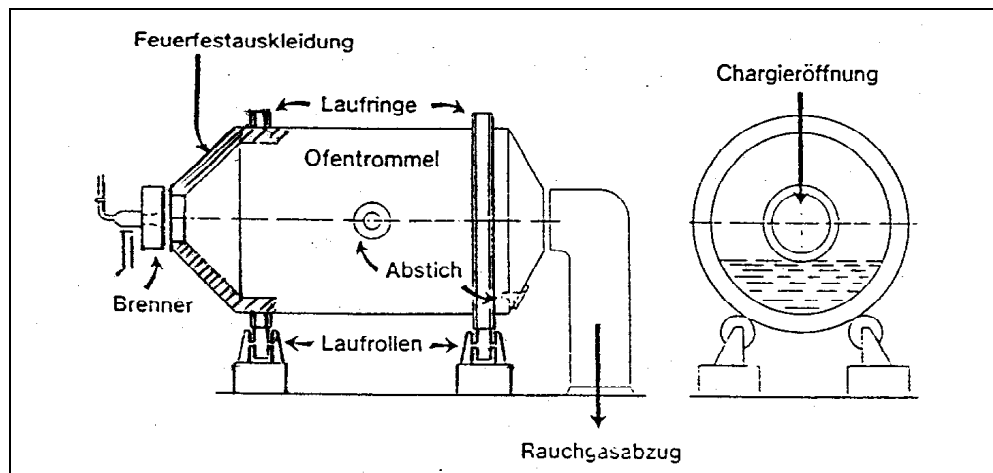 Feuerfestauskleidung
Chargieröffnung
Laufringe
Ofentrommel
Abstich
Brenner
Laufrollen
Rauchgasabzug